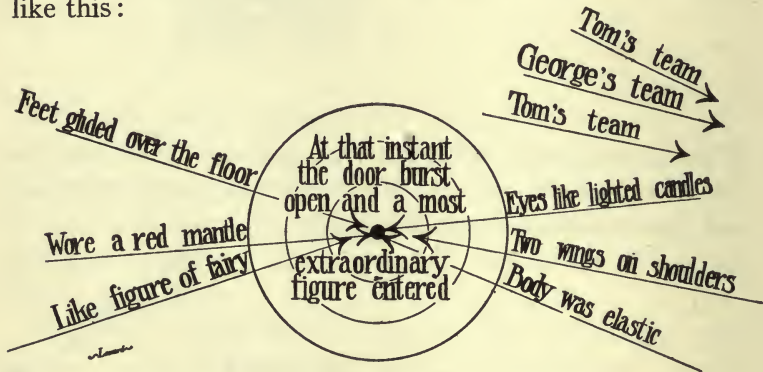 like this:
Tom's team
George's team
Tom's team
Feet glided over the floor
Wore a red mantle
Like figure of fairy
At that instant
the door burst
open and a most
extraordinary
figure entered
Eyes like lighted candles
Two wings on shoulders
Body was elastic